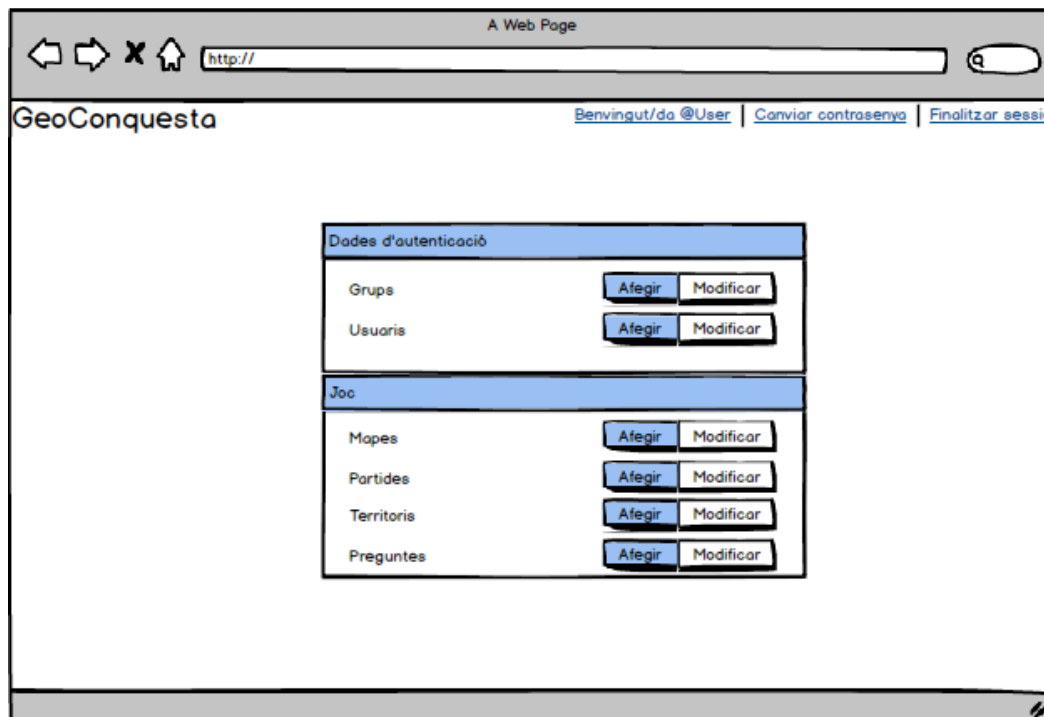 A Web Page
http://
GeoConquesta
Benvingut/da @User | Canviar contrasenya | Finalitzar sessi
Dades d'autenticació
Grups Afegir Modificar
Usuaris Afegir Modificar
Joc
Mapes Afegir Modificar
Partides Afegir Modificar
Territoris Afegir Modificar
Preguntes Afegir Modificar